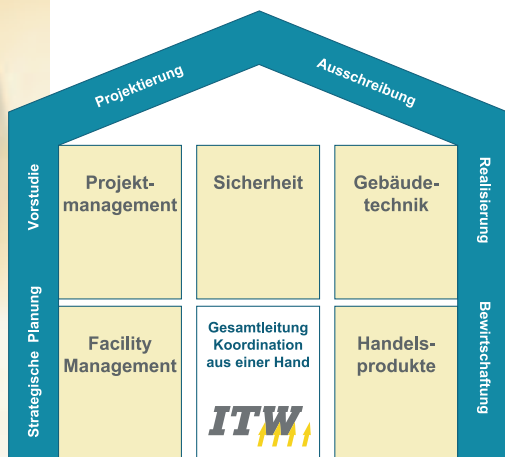 Projektierung
Ausschreibung
Vorstudie
Strategische Planung
Realisierung
Bewirtschaftung
Projekt-
management
Sicherheit
Gebäude-
technik
Facility
Management
Gesamtleitung
Koordination
aus einer Hand
ITW
Handels-
produkte